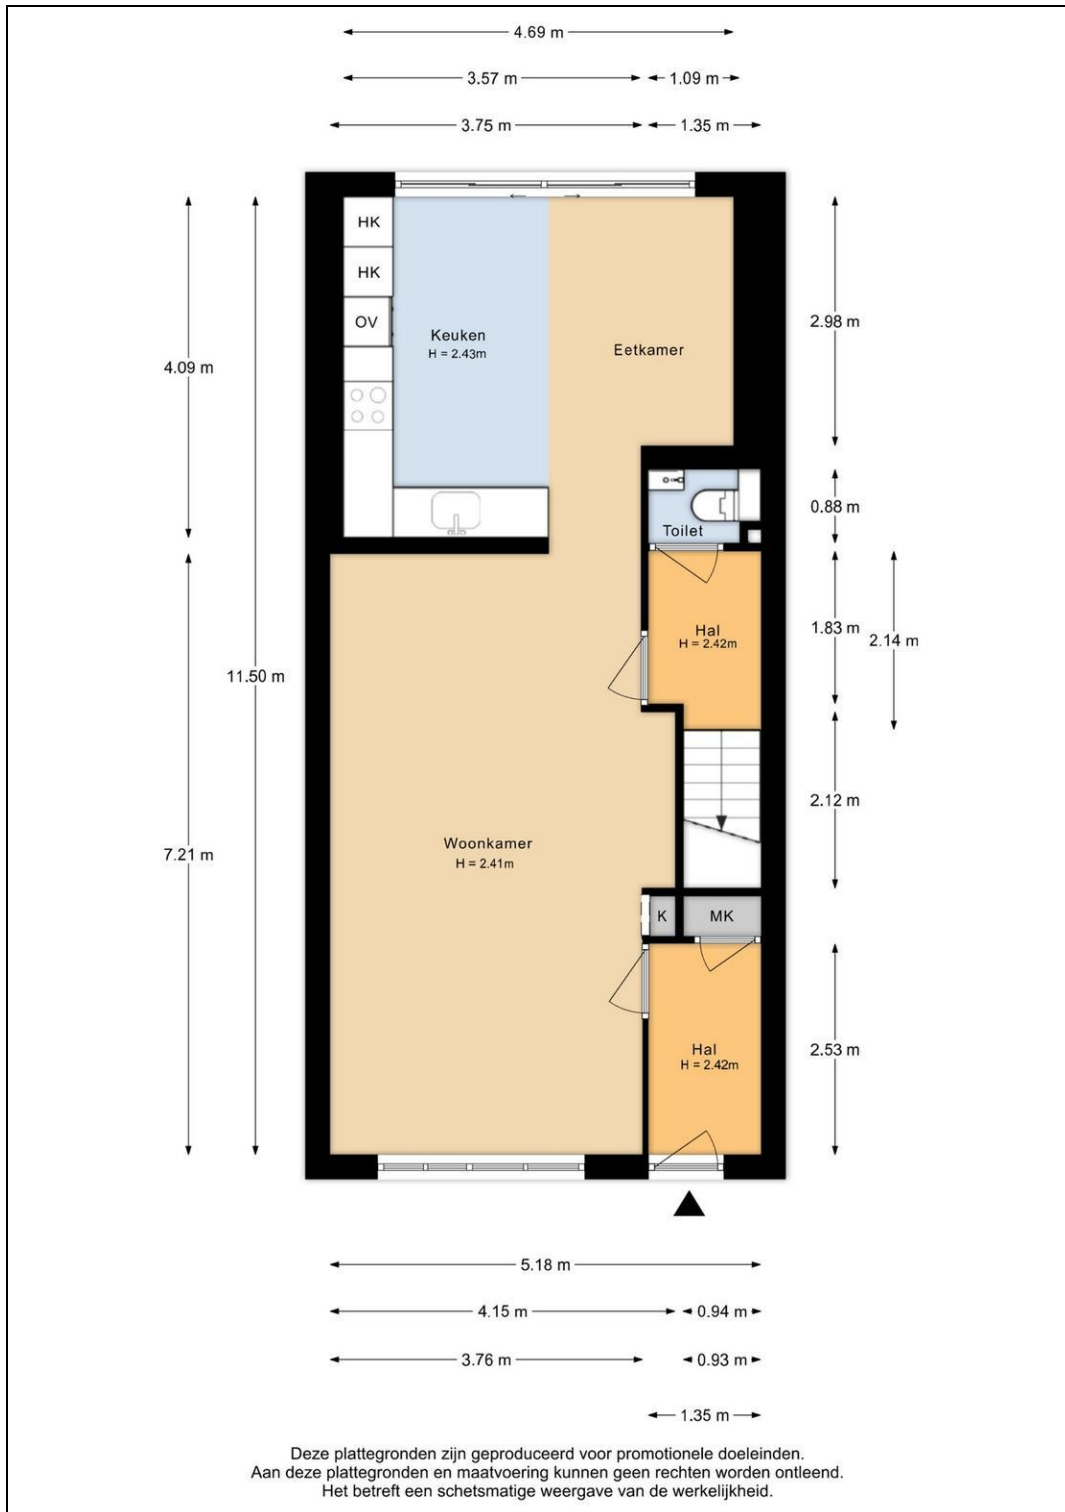 4.69 m
3.57 m
1.09 m
3.75 m
1.35 m
HK
HK
OV
Keuken
H = 2.43m
Eetkamer
2.98 m
4.09 m
0.88 m
Toilet
Hal
H = 2.42m
1.83 m
2.14 m
11.50 m
2.12 m
Woonkamer
H = 2.41m
7.21 m
K
MK
Hal
H = 2.42m
2.53 m
5.18 m
4.15 m
0.94 m
3.76 m
0.93 m
1.35 m
Deze plattegronden zijn geproduceerd voor promotionele doeleinden.
Aan deze plattegronden en maatvoering kunnen geen rechten worden ontleend.
Het betreft een schetsmatige weergave van de werkelijkheid.